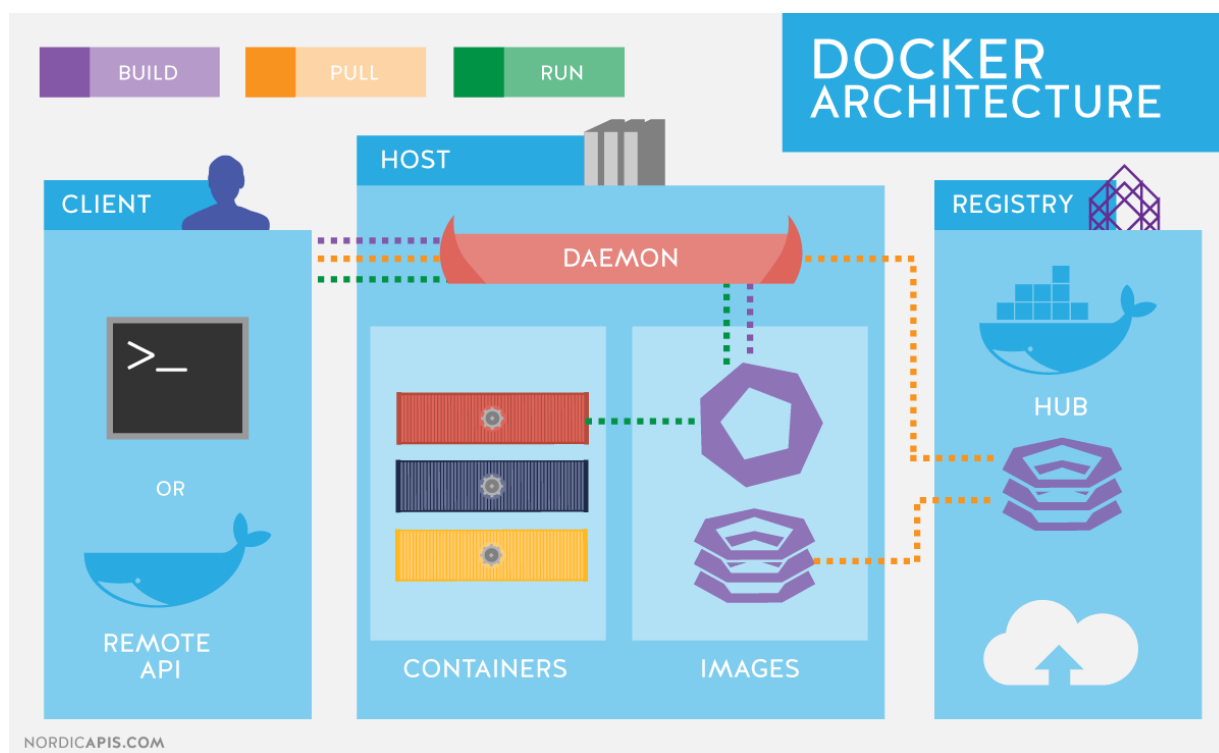 BUILD
PULL
RUN
DOCKER
ARCHITECTURE
HOST
CLIENT
REGISTRY
DAEMON
>_
HUB
OR
REMOTE
API
CONTAINERS
IMAGES
NORDICAPIS.COM